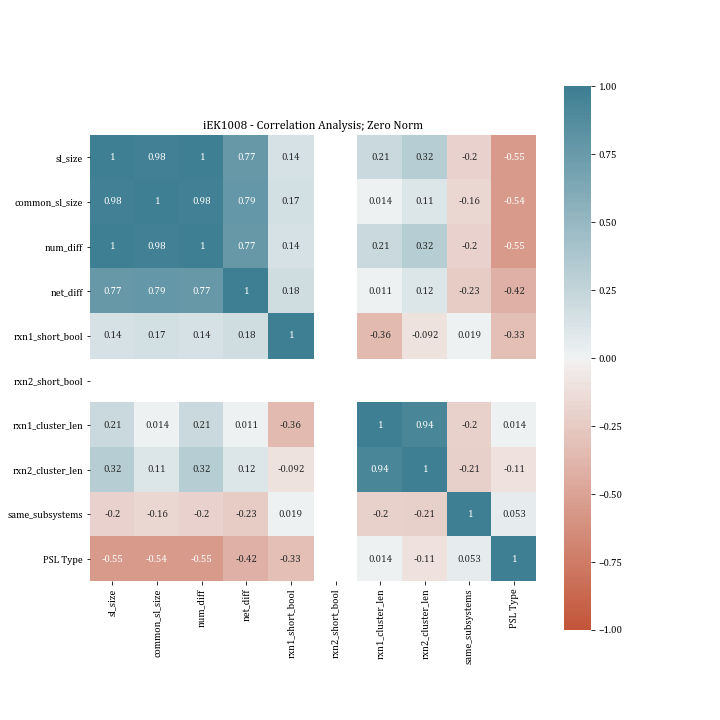 iEK1008 - Correlation Analysis; Zero Norm
sl_size 1 0.98 1 0.77 0.14 0.21 0.32 -0.2 -0.55
common_sl_size 0.98 1 0.98 0.79 0.17 0.014 0.11 -0.16 -0.54
num_diff 1 0.98 1 0.77 0.14 0.21 0.32 -0.2 -0.55
net_diff 0.77 0.79 0.77 1 0.18 0.011 0.12 -0.23 -0.42
rxn1_short_bool 0.14 0.17 0.14 0.18 1 -0.36 -0.092 0.019 -0.33
rxn2_short_bool
rxn1_cluster_len 0.21 0.014 0.21 0.011 -0.36 1 0.94 -0.2 0.014
rxn2_cluster_len 0.32 0.11 0.32 0.12 -0.092 0.94 1 -0.21 -0.11
same_subsystems -0.2 -0.16 -0.2 -0.23 0.019 -0.2 -0.21 1 0.053
PSL Type -0.55 -0.54 -0.55 -0.42 -0.33 0.014 -0.11 0.053 1
sl_size
common_sl_size
num_diff
net_diff
rxn1_short_bool
rxn2_short_bool
rxn1_cluster_len
rxn2_cluster_len
same_subsystems
PSL Type
1.00
0.75
0.50
0.25
0.00
−0.25
−0.50
−0.75
−1.00